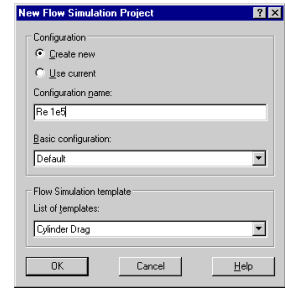 New Flow Simulation Project
Configuration
Create new
Use current
Configuration name:
Re 1e5
Basic configuration:
Default
Flow Simulation template
List of templates:
Cylinder Drag
OK Cancel Help